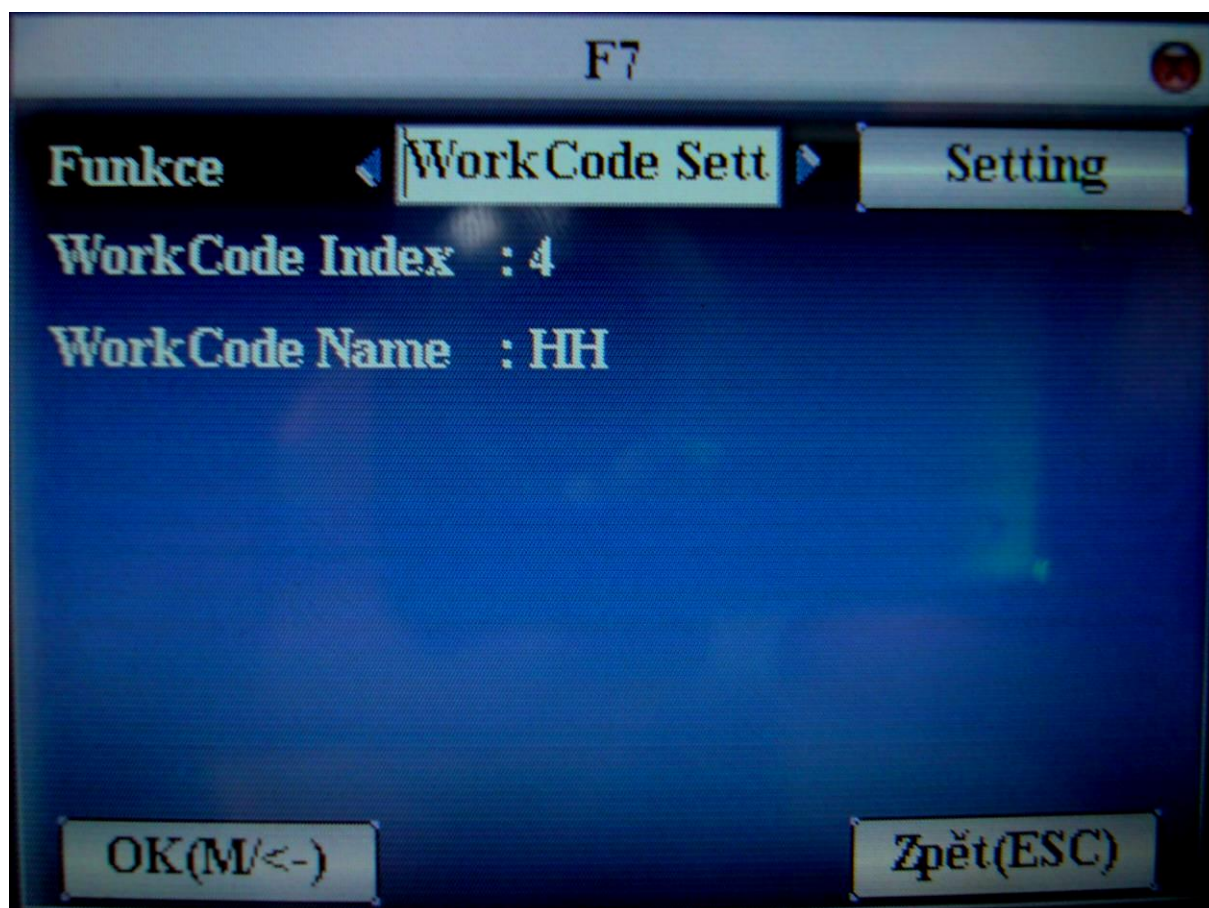 F7
Funkce WorkCode Sett Setting
WorkCode Index : 4
WorkCode Name : HH
OK(M/<-) Zpět(ESC)